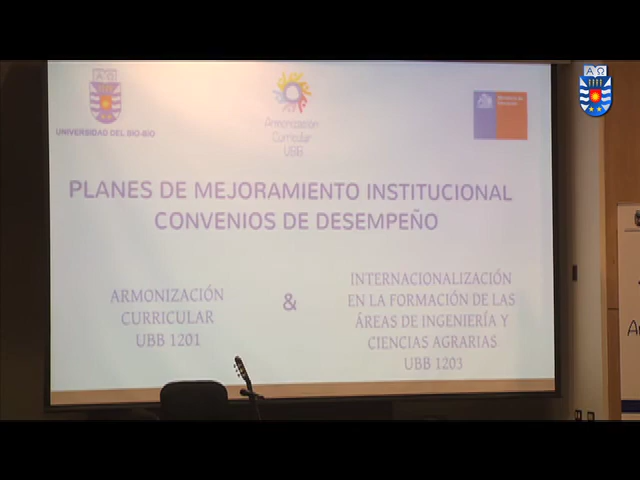 UNIVERSIDAD DEL BIO-BIO
Armonización
Curricular
UBB
PLANES DE MEJORAMIENTO INSTITUCIONAL
CONVENIOS DE DESEMPEÑO
ARMONIZACIÓN
CURRICULAR
UBB 1201
&
INTERNACIONALIZACIÓN
EN LA FORMACIÓN DE LAS
ÁREAS DE INGENIERÍA Y
CIENCIAS AGRARIAS
UBB 1203
ΑΩ